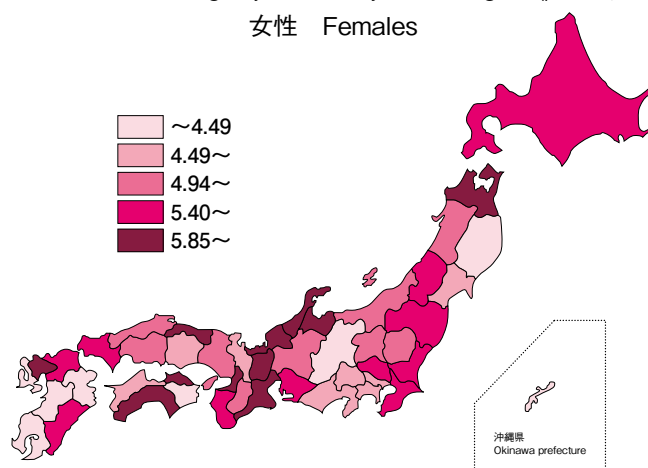 女性 Females
～4.49
4.49～
4.94～
5.40～
5.85～
沖縄県
Okinawa prefecture